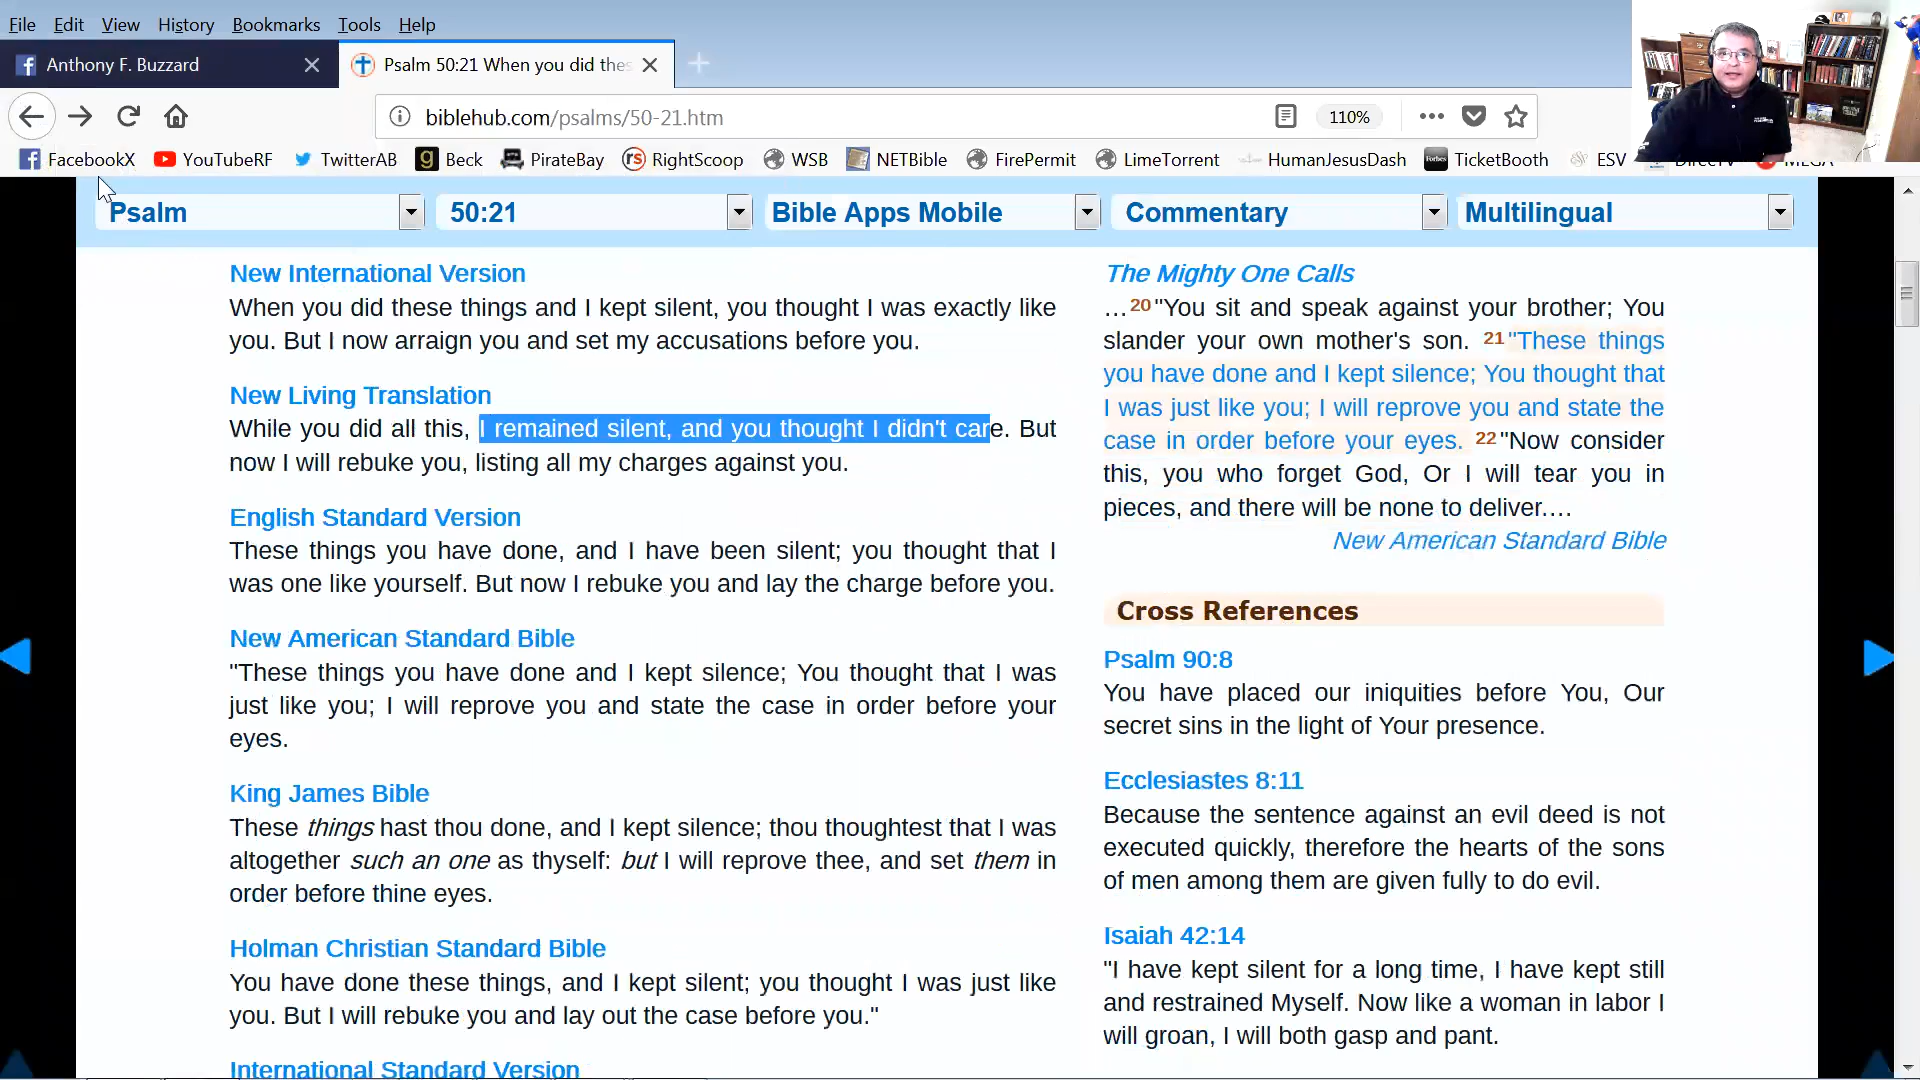 File Edit View History Bookmarks Tools Help
Anthony F. Buzzard
Psalm 50:21 When you did thes
biblehub.com/psalms/50-21.htm
110%
FacebookX YouTubeRF TwitterAB Beck PirateBay RightScoop WSB NETBible FirePermit LimeTorrent HumanJesusDash TicketBooth ESV
Psalm 50:21 Bible Apps Mobile Commentary Multilingual
New International Version
When you did these things and I kept silent, you thought I was exactly like
you. But I now arraign you and set my accusations before you.
New Living Translation
While you did all this, I remained silent, and you thought I didn't care. But
now I will rebuke you, listing all my charges against you.
English Standard Version
These things you have done, and I have been silent; you thought that I
was one like yourself. But now I rebuke you and lay the charge before you.
New American Standard Bible
"These things you have done and I kept silence; You thought that I was
just like you; I will reprove you and state the case in order before your
eyes.
King James Bible
These things hast thou done, and I kept silence; thou thoughtest that I was
altogether such an one as thyself: but I will reprove thee, and set them in
order before thine eyes.
Holman Christian Standard Bible
You have done these things, and I kept silent; you thought I was just like
you. But I will rebuke you and lay out the case before you."
International Standard Version
The Mighty One Calls
…20"You sit and speak against your brother; You
slander your own mother's son. 21"These things
you have done and I kept silence; You thought that
I was just like you; I will reprove you and state the
case in order before your eyes. 22"Now consider
this, you who forget God, Or I will tear you in
pieces, and there will be none to deliver.…
New American Standard Bible
Cross References
Psalm 90:8
You have placed our iniquities before You, Our
secret sins in the light of Your presence.
Ecclesiastes 8:11
Because the sentence against an evil deed is not
executed quickly, therefore the hearts of the sons
of men among them are given fully to do evil.
Isaiah 42:14
"I have kept silent for a long time, I have kept still
and restrained Myself. Now like a woman in labor I
will groan, I will both gasp and pant.